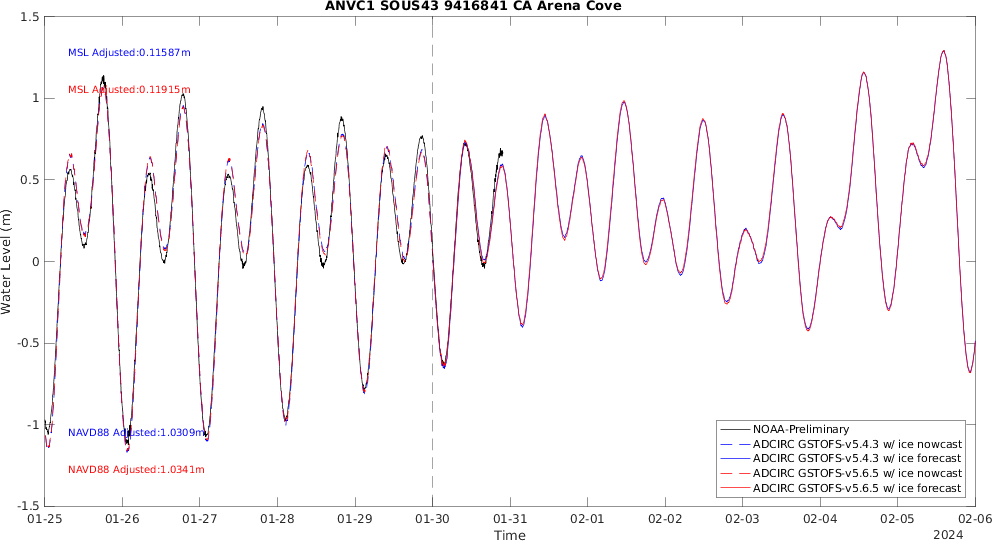 ANVC1 SOUS43 9416841 CA Arena Cove
1.5
MSL Adjusted:0.11587m
MSL Adjusted:0.11915m
1
0.5
Water Level (m)
0
-0.5
-1
NAVD88 Adjusted:1.0309m
NAVD88 Adjusted:1.0341m
-1.5
NOAA-Preliminary
ADCIRC GSTOFS-v5.4.3 w/ ice nowcast
ADCIRC GSTOFS-v5.4.3 w/ ice forecast
ADCIRC GSTOFS-v5.6.5 w/ ice nowcast
ADCIRC GSTOFS-v5.6.5 w/ ice forecast
01-25 01-26 01-27 01-28 01-29 01-30 01-31 02-01 02-02 02-03 02-04 02-05 02-06
Time
2024